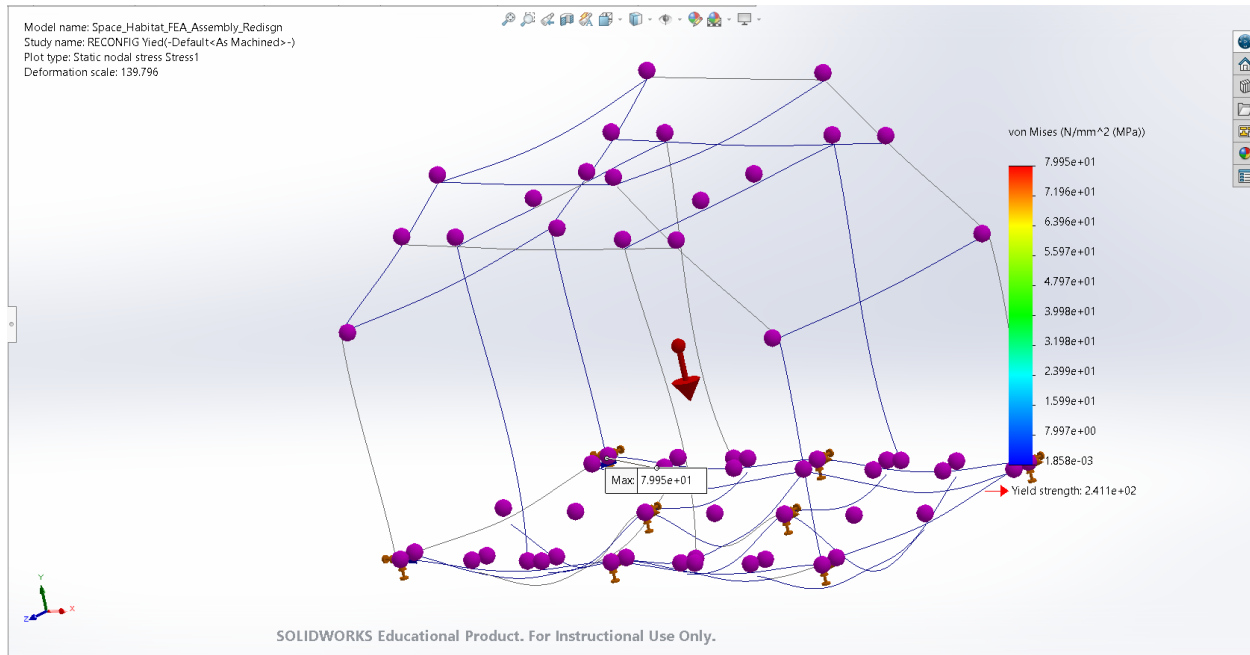 Model name: Space_Habitat_FEA_Assembly_Redisgn
Study name: RECONFIG Yied(-Default<As Machined>-)
Plot type: Static nodal stress Stress1
Deformation scale: 139.796
von Mises (N/mm^2 (MPa))
7.995e+01
7.196e+01
6.396e+01
5.597e+01
4.797e+01
3.998e+01
3.198e+01
2.399e+01
1.599e+01
7.997e+00
1.858e-03
Yield strength: 2.411e+02
Max: 7.995e+01
Y
X
Z
SOLIDWORKS Educational Product. For Instructional Use Only.